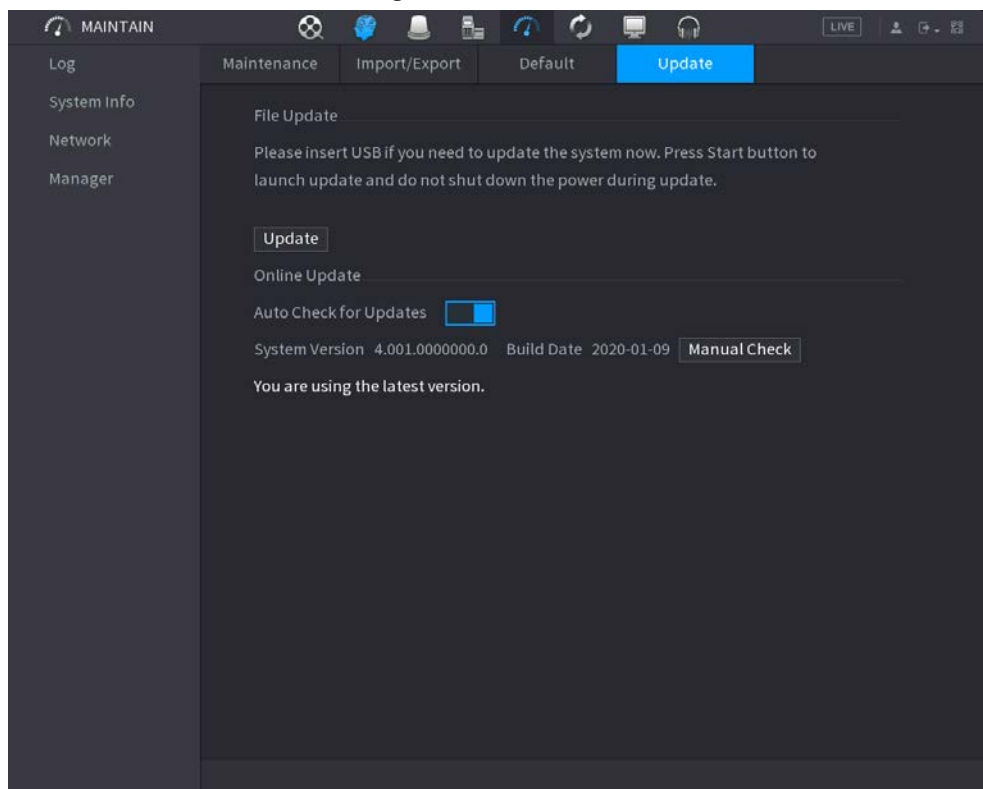 MAINTAIN
LIVE
Log
System Info
Network
Manager
Maintenance Import/Export Default Update
File Update
Please insert USB if you need to update the system now. Press Start button to
launch update and do not shut down the power during update.
Update
Online Update
Auto Check for Updates
System Version 4.001.0000000.0 Build Date 2020-01-09 Manual Check
You are using the latest version.